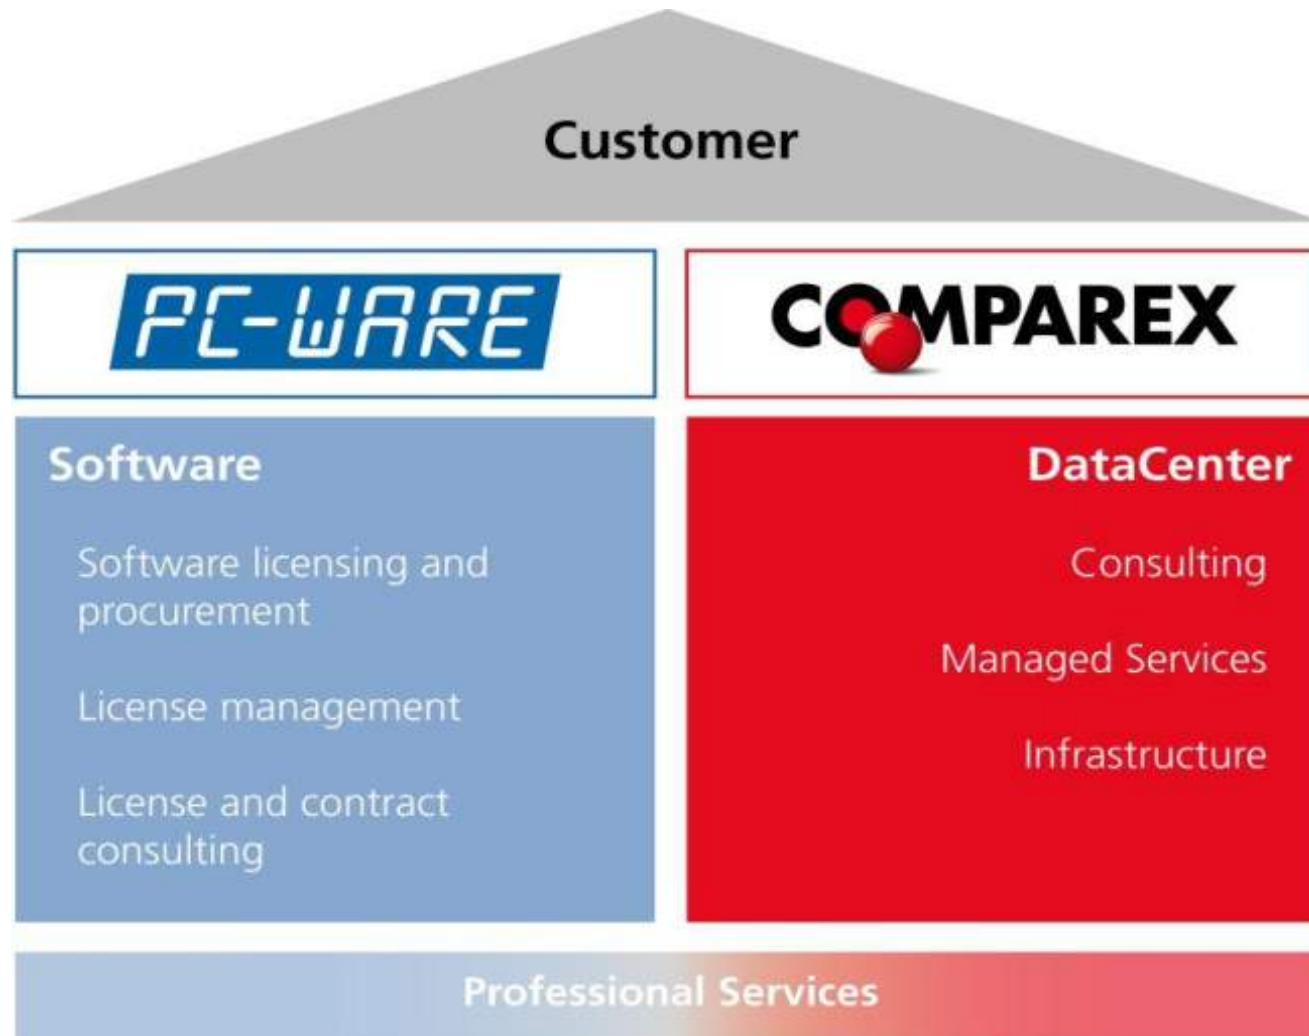 Customer
PC-WARE
COMPAREX
Software
Software licensing and
procurement
License management
License and contract
consulting
DataCenter
Consulting
Managed Services
Infrastructure
Professional Services